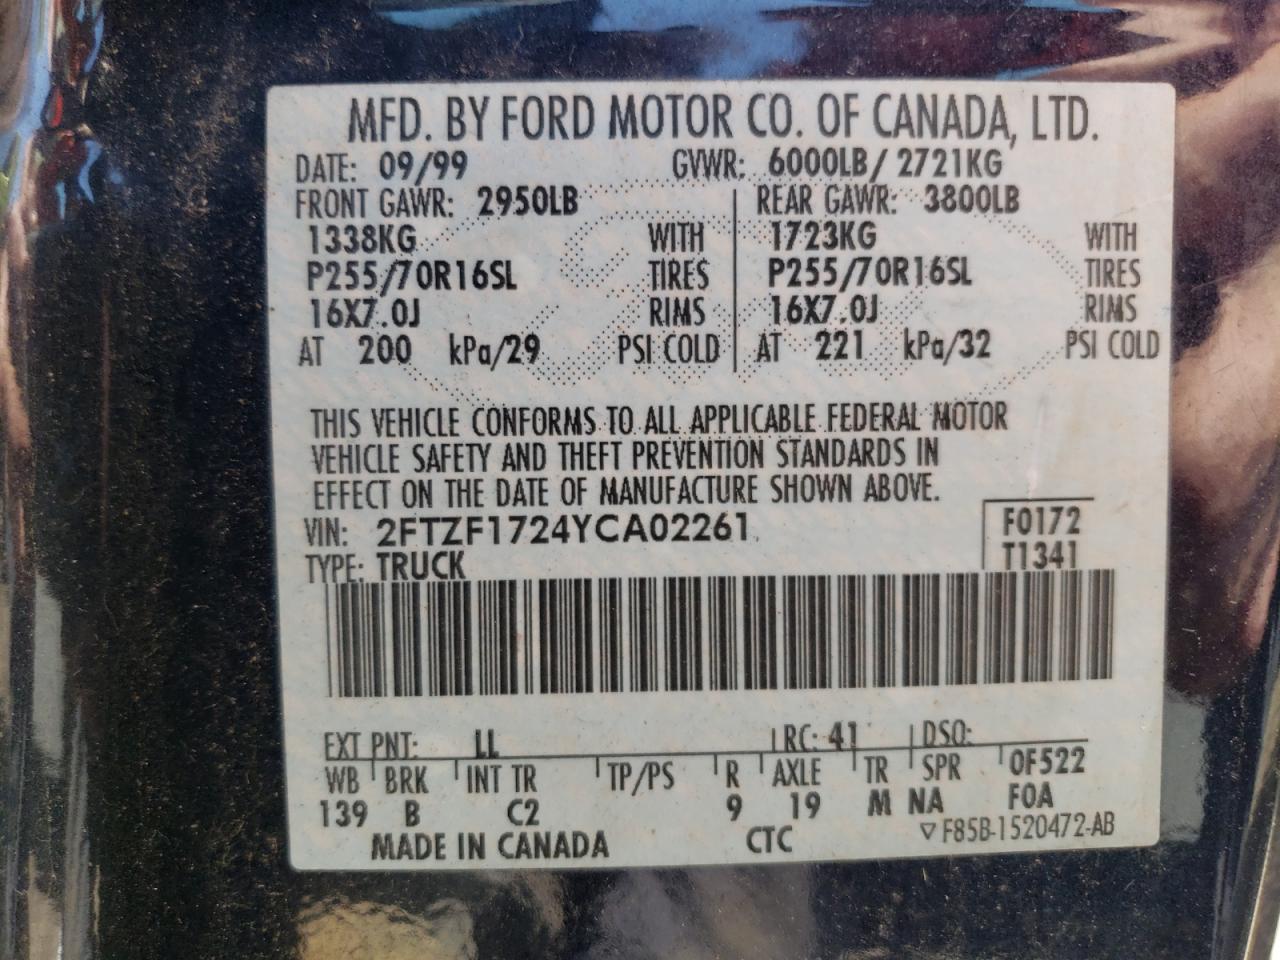 MFD. BY FORD MOTOR CO. OF CANADA, LTD.
DATE: 09/99 GVWR: 6000LB/ 2721KG
FRONT GAWR: 2950LB REAR GAWR: 3800LB
1338KG WITH 1723KG WITH
P255/70R16SL TIRES P255/70R16SL TIRES
16X7.0J RIMS 16X7.0J RIMS
AT 200 kPa/29 PSI COLD AT 221 kPa/32 PSI COLD
THIS VEHICLE CONFORMS TO ALL APPLICABLE FEDERAL MOTOR
VEHICLE SAFETY AND THEFT PREVENTION STANDARDS IN
EFFECT ON THE DATE OF MANUFACTURE SHOWN ABOVE.
VIN: 2FTZF1724YCA02261 F0172
TYPE: TRUCK T1341
EXT PNT: LL RC: 41 DSO:
WB BRK INT TR TP/PS R AXLE TR SPR 0F522
139 B C2 9 19 M NA F0A
MADE IN CANADA CTC F85B-1520472-AB